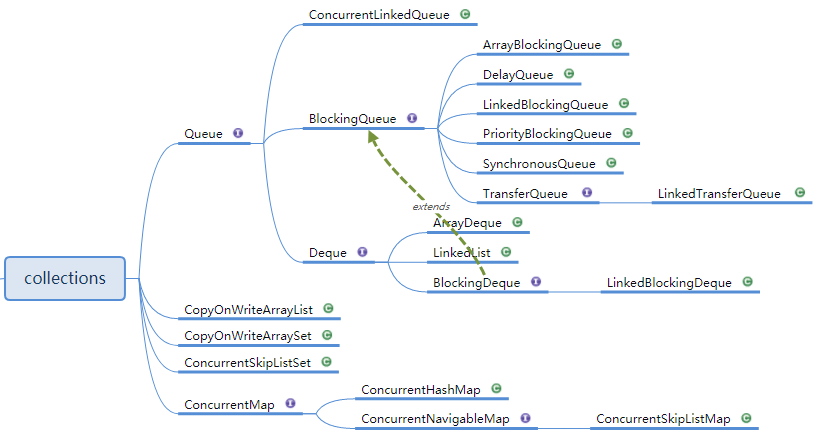 ConcurrentLinkedQueue C
ArrayBlockingQueue C
DelayQueue C
LinkedBlockingQueue C
BlockingQueue I
PriorityBlockingQueue C
Queue I
SynchronousQueue C
TransferQueue I
LinkedTransferQueue C
extends
ArrayDeque C
Deque I
LinkedList C
BlockingDeque I
LinkedBlockingDeque C
collections
CopyOnWriteArrayList C
CopyOnWriteArraySet C
ConcurrentSkipListSet C
ConcurrentMap I
ConcurrentHashMap C
ConcurrentNavigableMap I
ConcurrentSkipListMap C